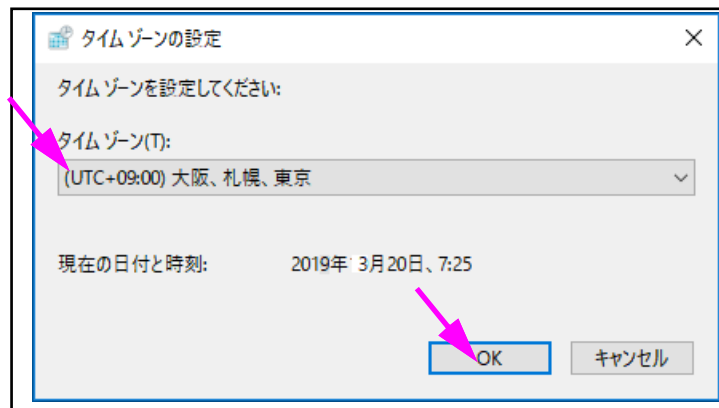 タイム ゾーンの設定
タイム ゾーンを設定してください:
タイム ゾーン(T):
(UTC+09:00) 大阪、札幌、東京
現在の日付と時刻: 2019年 3月20日、7:25
OK キャンセル